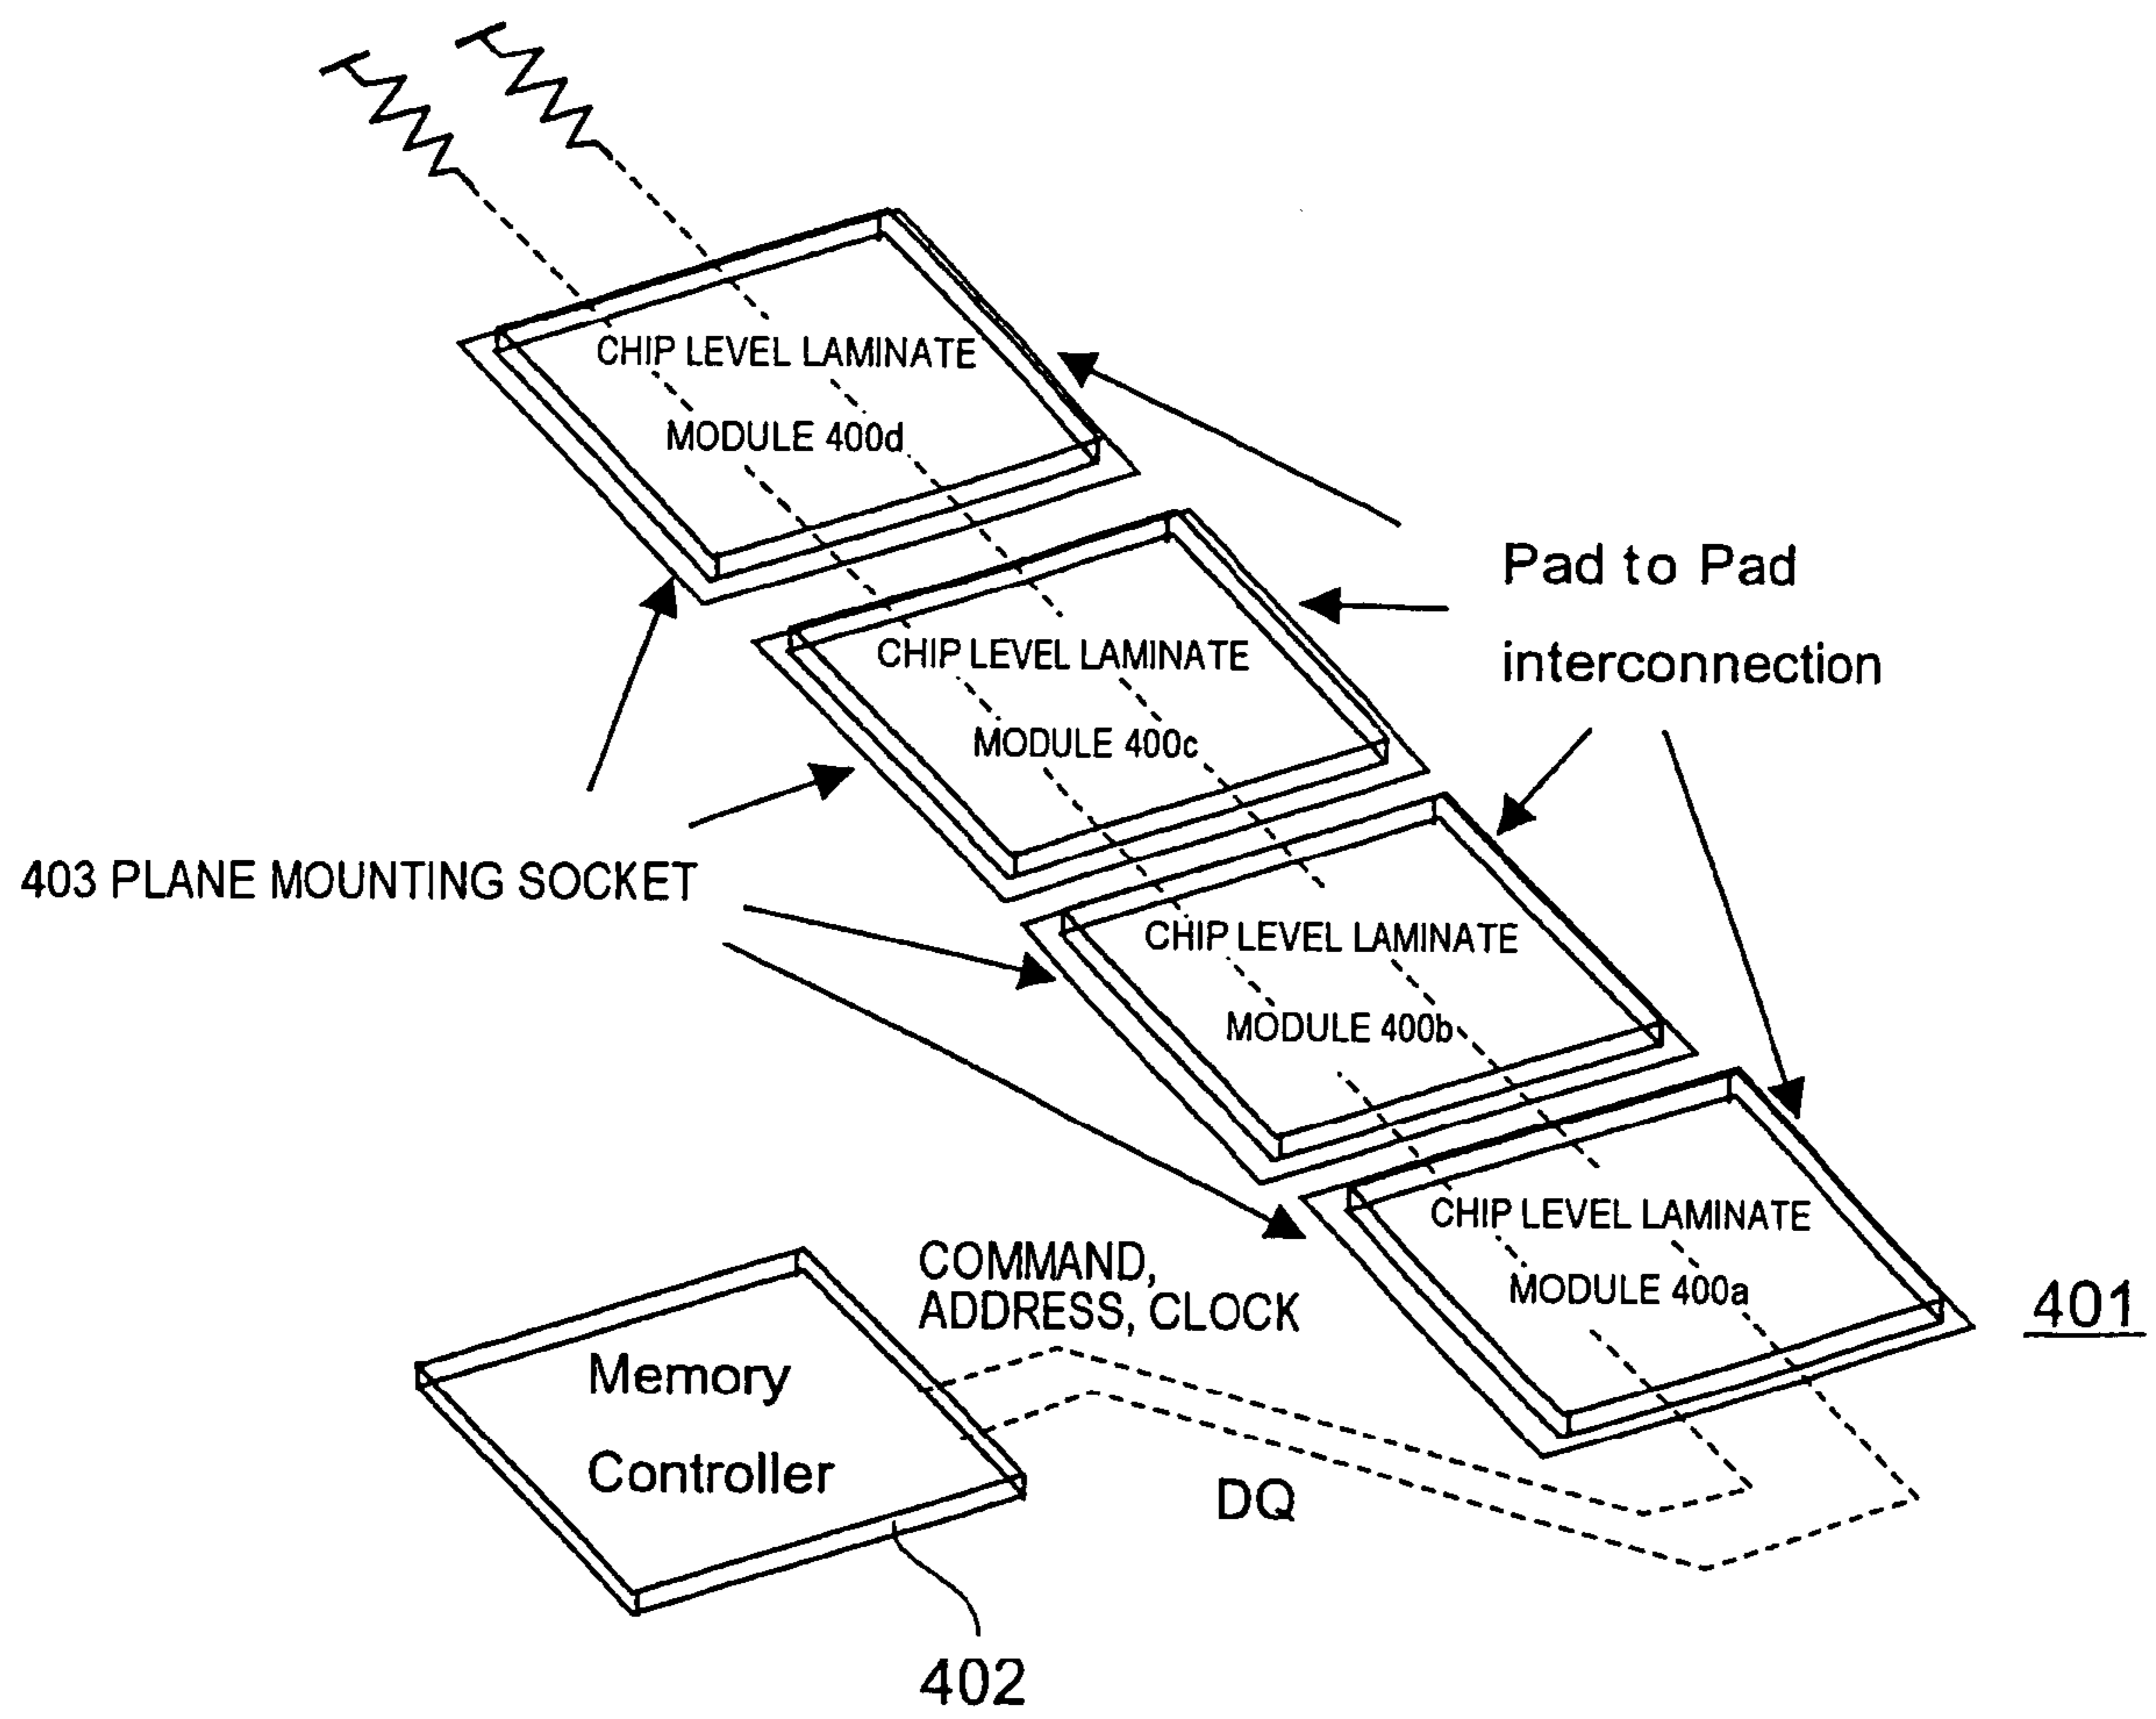 CHIP LEVEL LAMINATE
MODULE 400d
Pad to Pad
interconnection
CHIP LEVEL LAMINATE
MODULE 400c
403 PLANE MOUNTING SOCKET
CHIP LEVEL LAMINATE
MODULE 400b
CHIP LEVEL LAMINATE
MODULE 400a
401
COMMAND,
ADDRESS, CLOCK
Memory
Controller
DQ
402